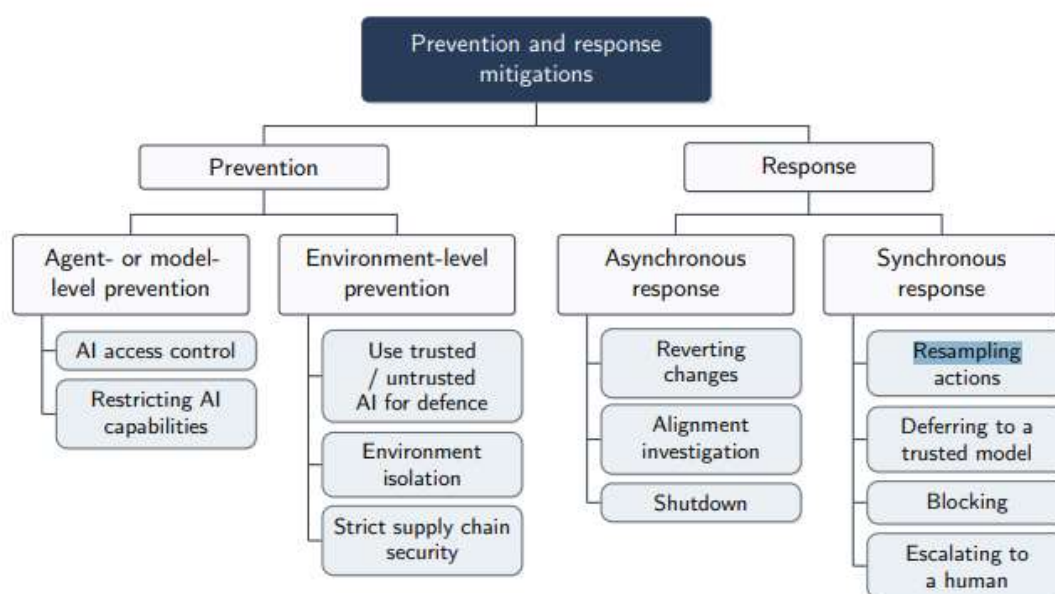 Prevention and response
mitigations
Prevention
Response
Agent- or model-
level prevention
Environment-level
prevention
Asynchronous
response
Synchronous
response
AI access control
Restricting AI
capabilities
Use trusted
/ untrusted
AI for defence
Environment
isolation
Strict supply chain
security
Reverting
changes
Alignment
investigation
Shutdown
Resampling
actions
Deferring to a
trusted model
Blocking
Escalating to
a human